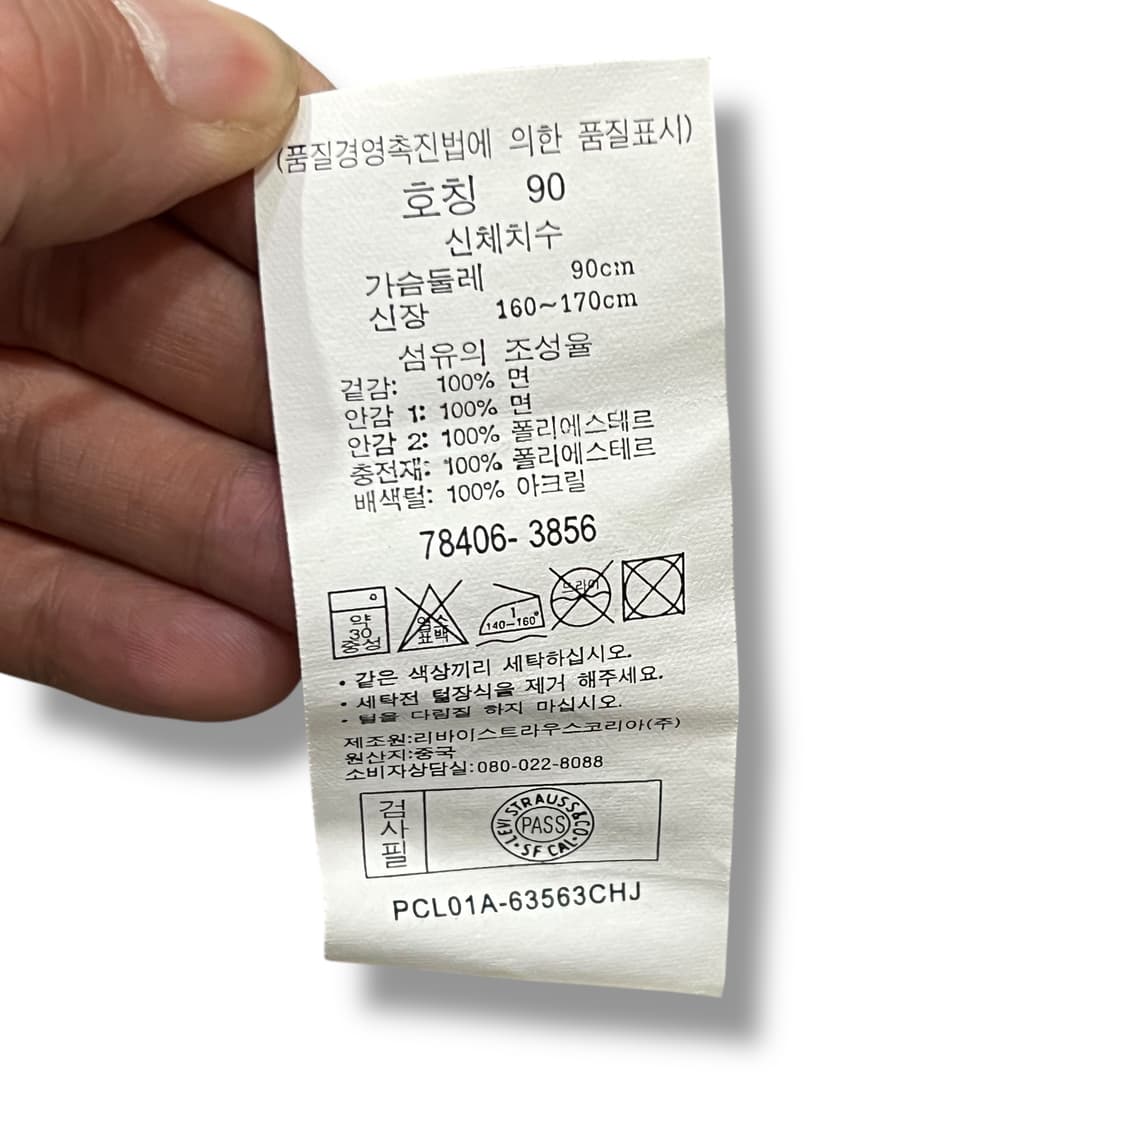 (품질경영촉진법에 의한 품질표시)
호칭 90
신체치수
가슴둘레 90cm
신장 160~170cm
섬유의 조성율
겉감: 100% 면
안감 1: 100% 면
안감 2: 100% 폴리에스테르
충전재: 100% 폴리에스테르
배색털: 100% 아크릴
78406-3856
약 30 중성
염소 표백
1 140-160°
드라이
• 같은 색상끼리 세탁하십시오.
• 세탁전 털장식을 제거 해주세요.
• 털을 다림질 하지 마십시오.
제조원:리바이스트라우스코리아(주)
원산지:중국
소비자상담실:080-022-8088
검사필
LEVI STRAUSS & CO.
PASS
SF CAL
PCL01A-63563CHJ